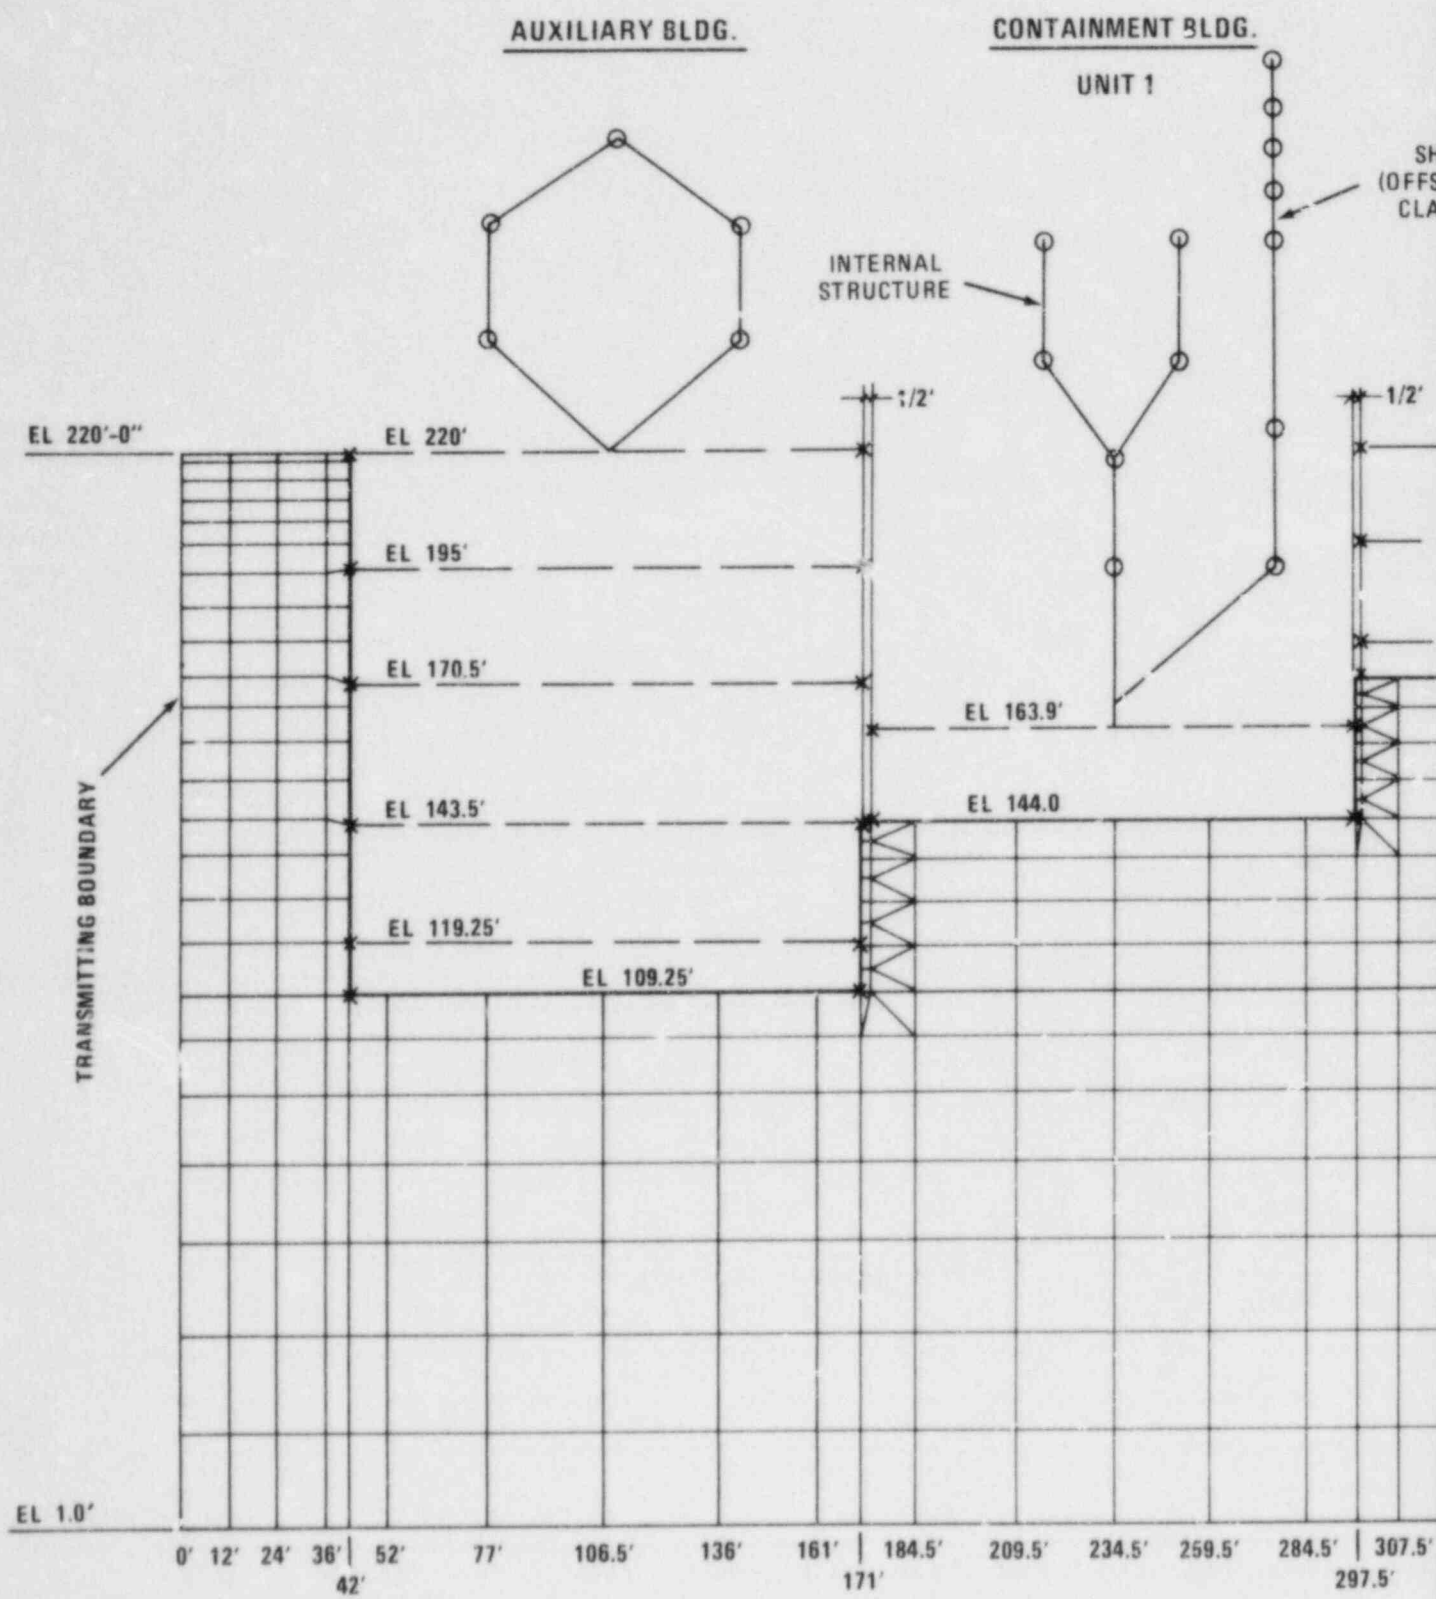 AUXILIARY BLDG.
CONTAINMENT BLDG.
UNIT 1
SH
(OFFS
CLA
INTERNAL
STRUCTURE
1/2'
1/2'
EL 220'-0"
EL 220'
EL 195'
EL 170.5'
EL 163.9'
EL 143.5'
EL 144.0
TRANSMITTING BOUNDARY
EL 119.25'
EL 109.25'
EL 1.0'
0' 12' 24' 36' 52' 77' 106.5' 136' 161' 184.5' 209.5' 234.5' 259.5' 284.5' 307.5'
42' 171' 297.5'